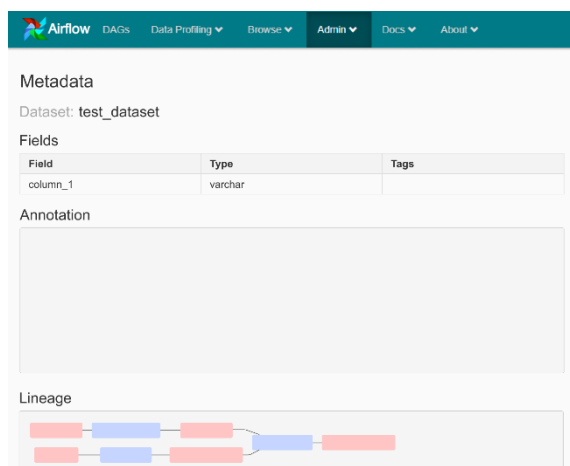 Airflow DAGs Data Profiling Browse Admin Docs About
Metadata
Dataset: test_dataset
Fields
Field Type Tags
column_1 varchar
Annotation
Lineage